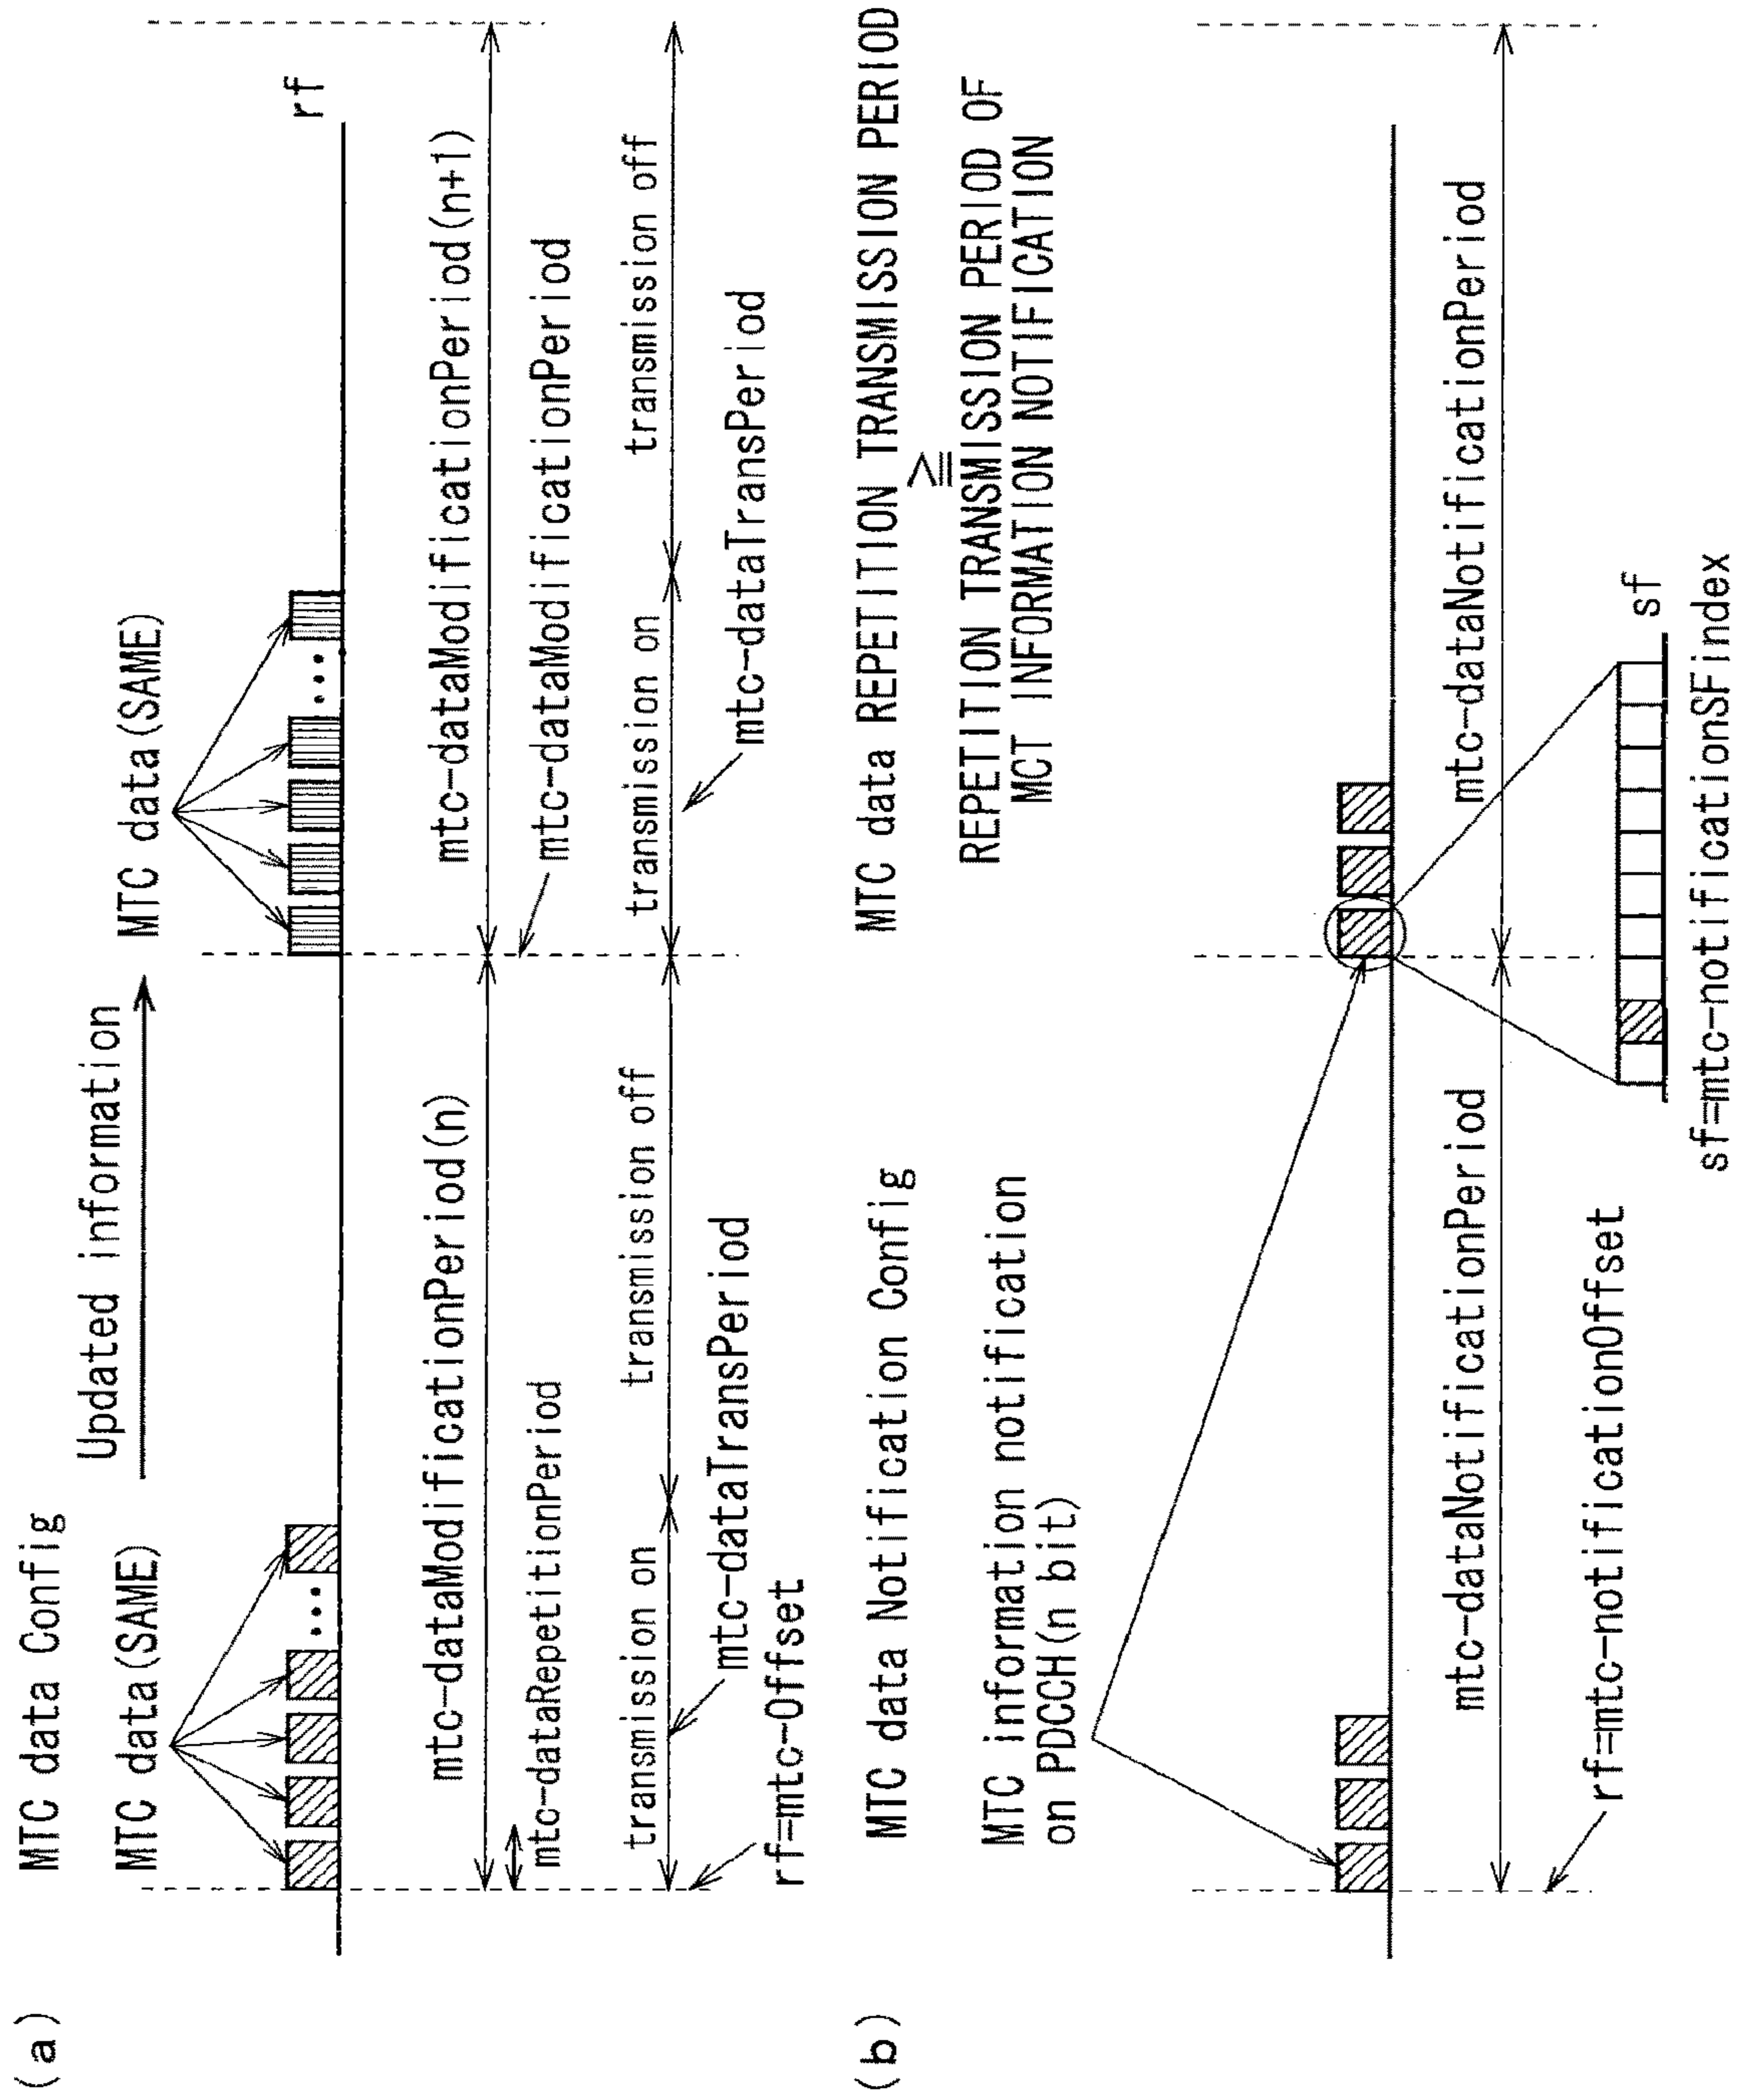 (a)
MTC data Config
Updated information
MTC data(SAME)
MTC data(SAME)
rf
mtc-dataModificationPeriod(n)
mtc-dataModificationPeriod(n+1)
mtc-dataRepetitionPeriod
mtc-dataModificationPeriod
transmission on
transmission off
transmission on
transmission off
mtc-dataTransPeriod
mtc-dataTransPeriod
rf=mtc-Offset
(b)
MTC data Notification Config
MTC data REPETITION TRANSMISSION PERIOD
≧
REPETITION TRANSMISSION PERIOD OF
MCT INFORMATION NOTIFICATION
MTC information notification
on PDCCH(n bit)
mtc-dataNotificationPeriod
mtc-dataNotificationPeriod
rf=mtc-notificationOffset
sf
sf=mtc-notificationSFindex